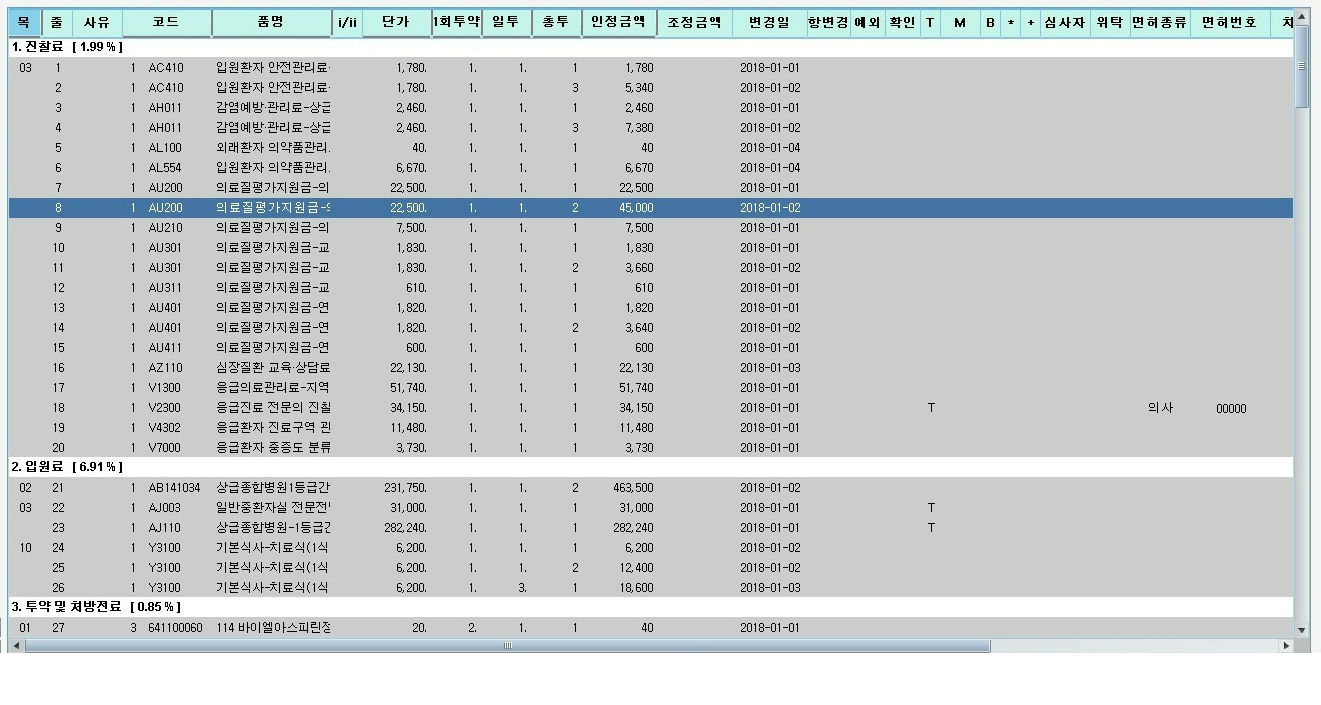 목 줄 사유 코드 품명 i/ii 단가 1회투약 일투 총투 인정금액 조정금액 변경일 항변경 예외 확인 T M B * + 심사자 위탁 면허종류 면허번호
1. 진찰료 [ 1.99 % ]
03 1 1 AC410 입원환자 안전관리료 1,780. 1. 1. 1 1,780 2018-01-01
2 1 AC410 입원환자 안전관리료 1,780. 1. 1. 3 5,340 2018-01-02
3 1 AH011 감염예방·관리료-상급 2,460. 1. 1. 1 2,460 2018-01-01
4 1 AH011 감염예방·관리료-상급 2,460. 1. 1. 3 7,380 2018-01-02
5 1 AL100 외래환자 의약품관리 40. 1. 1. 1 40 2018-01-04
6 1 AL554 입원환자 의약품관리 6,670. 1. 1. 1 6,670 2018-01-04
7 1 AU200 의료질평가지원금-의 22,500. 1. 1. 1 22,500 2018-01-01
8 1 AU200 의료질평가지원금-의 22,500. 1. 1. 2 45,000 2018-01-02
9 1 AU210 의료질평가지원금-의 7,500. 1. 1. 1 7,500 2018-01-01
10 1 AU301 의료질평가지원금-교 1,830. 1. 1. 1 1,830 2018-01-01
11 1 AU301 의료질평가지원금-교 1,830. 1. 1. 2 3,660 2018-01-02
12 1 AU311 의료질평가지원금-교 610. 1. 1. 1 610 2018-01-01
13 1 AU401 의료질평가지원금-연 1,820. 1. 1. 1 1,820 2018-01-01
14 1 AU401 의료질평가지원금-연 1,820. 1. 1. 2 3,640 2018-01-02
15 1 AU411 의료질평가지원금-연 600. 1. 1. 1 600 2018-01-01
16 1 AZ110 심장질환 교육·상담료 22,130. 1. 1. 1 22,130 2018-01-03
17 1 V1300 응급의료관리료-지역 51,740. 1. 1. 1 51,740 2018-01-01
18 1 V2300 응급진료 전문의 진찰 34,150. 1. 1. 1 34,150 2018-01-01 T 의사 00000
19 1 V4302 응급환자 진료구역 관 11,480. 1. 1. 1 11,480 2018-01-01
20 1 V7000 응급환자 중증도 분류 3,730. 1. 1. 1 3,730 2018-01-01
2. 입원료 [ 6.91 % ]
02 21 1 AB141034 상급종합병원1등급간 231,750. 1. 1. 2 463,500 2018-01-02
03 22 1 AJ003 일반중환자실 전문전 31,000. 1. 1. 1 31,000 2018-01-01 T
23 1 AJ110 상급종합병원-1등급 282,240. 1. 1. 1 282,240 2018-01-01 T
10 24 1 Y3100 기본식사-치료식(1식 6,200. 1. 1. 1 6,200 2018-01-02
25 1 Y3100 기본식사-치료식(1식 6,200. 1. 1. 2 12,400 2018-01-02
26 1 Y3100 기본식사-치료식(1식 6,200. 1. 3. 1 18,600 2018-01-03
3. 투약 및 처방전료 [ 0.85 % ]
01 27 3 641100060 114 바이엘아스피린정 20. 2. 1. 1 40 2018-01-01